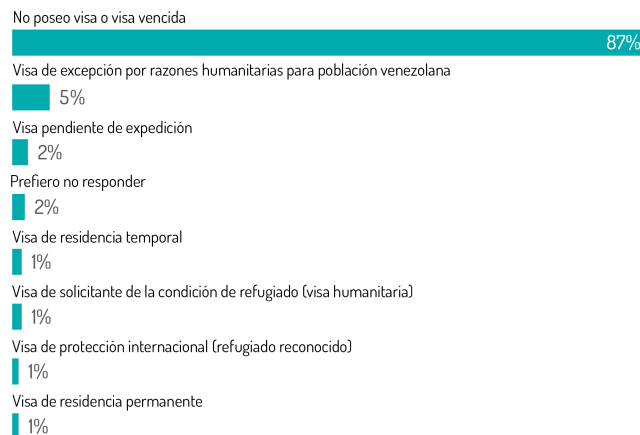 No poseo visa o visa vencida
87%
Visa de excepción por razones humanitarias para población venezolana
5%
Visa pendiente de expedición
2%
Prefiero no responder
2%
Visa de residencia temporal
1%
Visa de solicitante de la condición de refugiado (visa humanitaria)
1%
Visa de protección internacional (refugiado reconocido)
1%
Visa de residencia permanente
1%